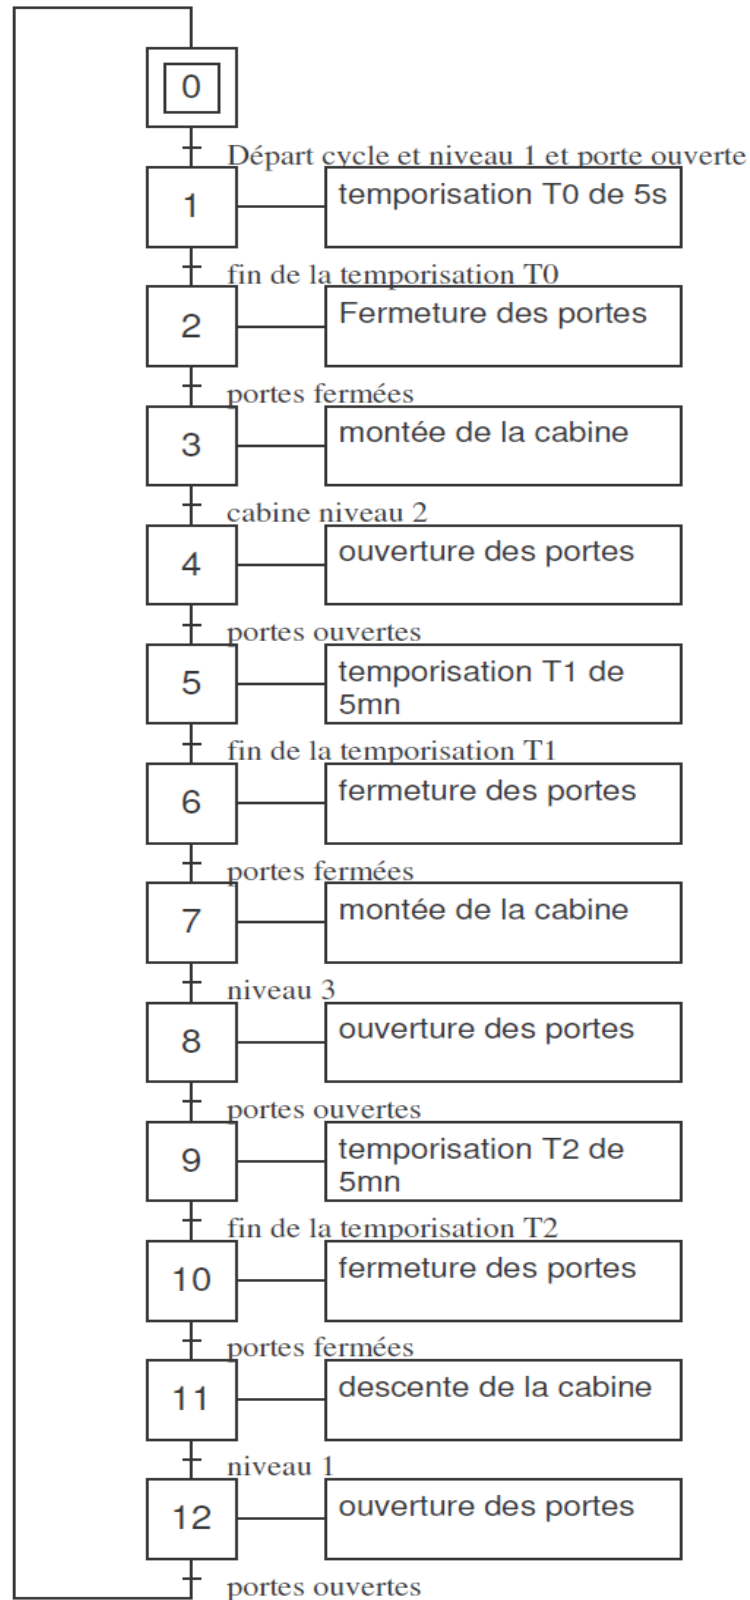 0
Départ cycle et niveau 1 et porte ouverte
1
temporisation T0 de 5s
fin de la temporisation T0
2
Fermeture des portes
portes fermées
3
montée de la cabine
cabine niveau 2
4
ouverture des portes
portes ouvertes
5
temporisation T1 de
5mn
fin de la temporisation T1
6
fermeture des portes
portes fermées
7
montée de la cabine
niveau 3
8
ouverture des portes
portes ouvertes
9
temporisation T2 de
5mn
fin de la temporisation T2
10
fermeture des portes
portes fermées
11
descente de la cabine
niveau 1
12
ouverture des portes
portes ouvertes